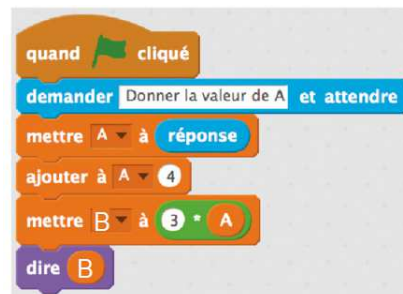 quand cliqué
demander Donner la valeur de A et attendre
mettre A à réponse
ajouter à A 4
mettre B à 3 * A
dire B